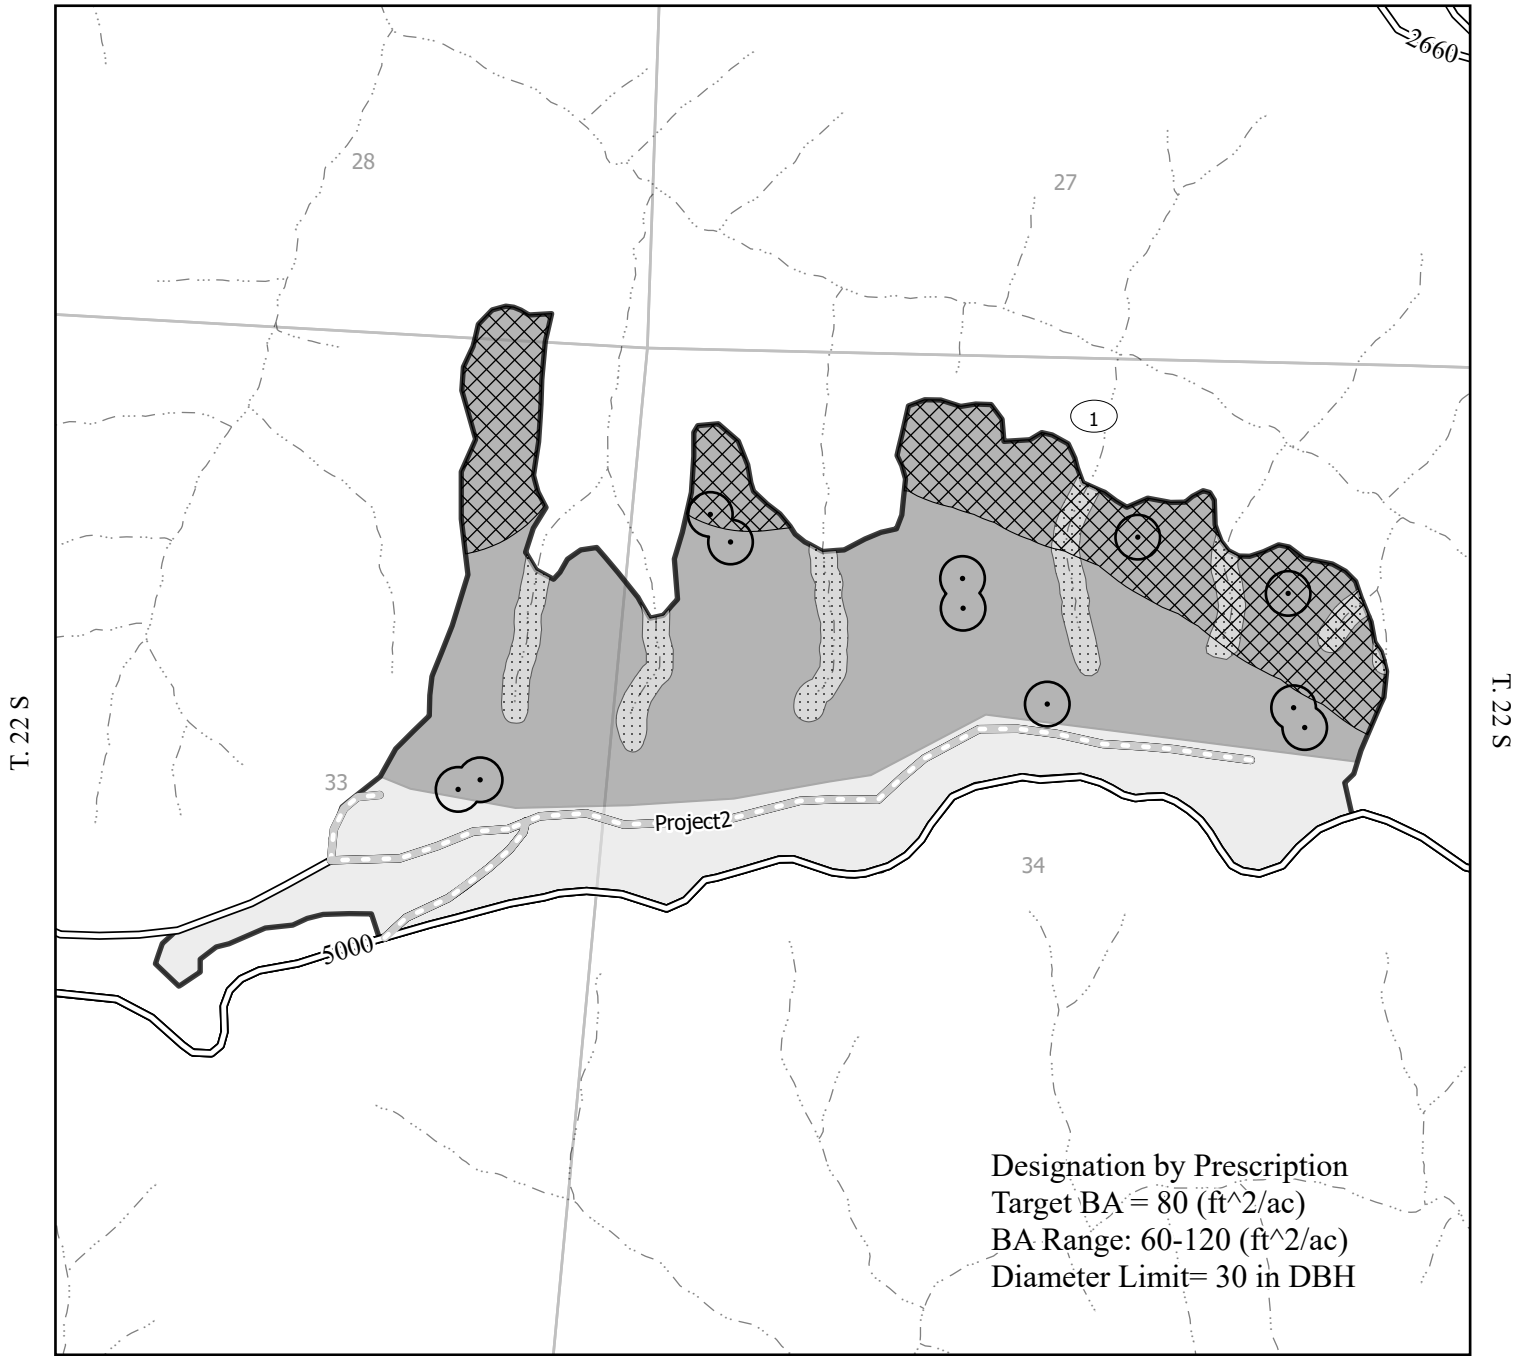 2660
28
27
1
T. 22 S
T. 22 S
33
Project2
34
5000
Designation by Prescription
Target BA = 80 (ft^2/ac)
BA Range: 60-120 (ft^2/ac)
Diameter Limit= 30 in DBH